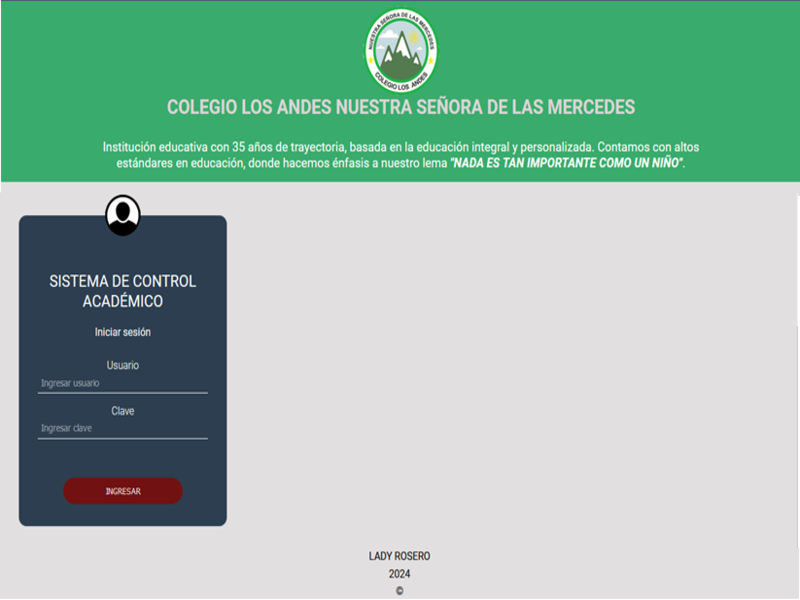 NUESTRA SEÑORA DE LAS MERCEDES
COLEGIO LOS ANDES
COLEGIO LOS ANDES NUESTRA SEÑORA DE LAS MERCEDES
Institución educativa con 35 años de trayectoria, basada en la educación integral y personalizada. Contamos con altos
estándares en educación, donde hacemos énfasis a nuestro lema "NADA ES TAN IMPORTANTE COMO UN NIÑO".
SISTEMA DE CONTROL
ACADÉMICO
Iniciar sesión
Usuario
Ingresar usuario
Clave
Ingresar clave
INGRESAR
LADY ROSERO
2024
©